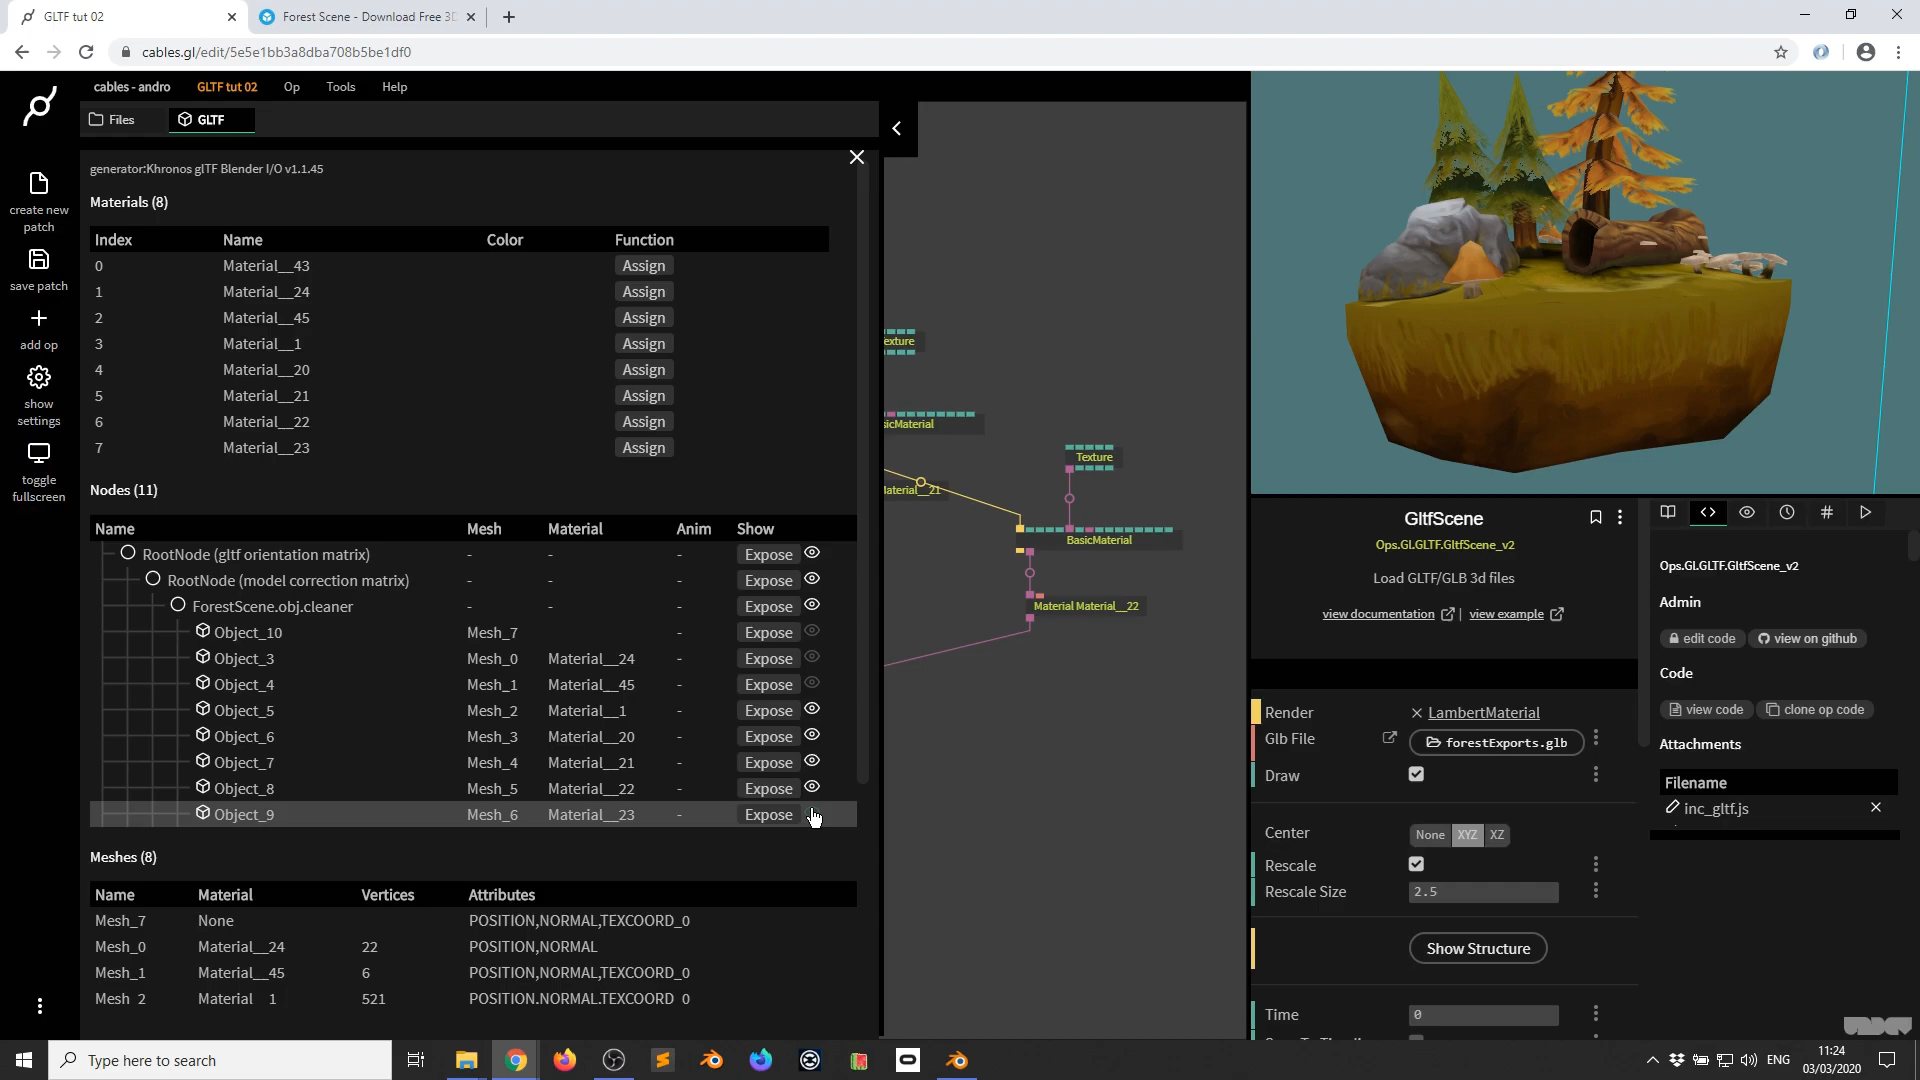 GLTF tut 02
Forest Scene - Download Free 3D
cables.gl/edit/5e5e1bb3a8dba708b5be1df0
cables - andro
GLTF tut 02
Op
Tools
Help
Files
GLTF
create new
patch
save patch
add op
show
settings
toggle
fullscreen
generator:Khronos glTF Blender I/O v1.1.45
Materials (8)
Index Name Color Function
0 Material__43 Assign
1 Material__24 Assign
2 Material__45 Assign
3 Material__1 Assign
4 Material__20 Assign
5 Material__21 Assign
6 Material__22 Assign
7 Material__23 Assign
Nodes (11)
Name Mesh Material Anim Show
RootNode (gltf orientation matrix) - - - Expose
RootNode (model correction matrix) - - - Expose
ForestScene.obj.cleaner - - - Expose
Object_10 Mesh_7 - Expose
Object_3 Mesh_0 Material__24 - Expose
Object_4 Mesh_1 Material__45 - Expose
Object_5 Mesh_2 Material__1 - Expose
Object_6 Mesh_3 Material__20 - Expose
Object_7 Mesh_4 Material__21 - Expose
Object_8 Mesh_5 Material__22 - Expose
Object_9 Mesh_6 Material__23 - Expose
Meshes (8)
Name Material Vertices Attributes
Mesh_7 None POSITION,NORMAL,TEXCOORD_0
Mesh_0 Material__24 22 POSITION,NORMAL
Mesh_1 Material__45 6 POSITION,NORMAL,TEXCOORD_0
Mesh_2 Material__1 521 POSITION,NORMAL,TEXCOORD_0
exture
sicMaterial
Texture
laterial__21
BasicMaterial
Material Material__22
GltfScene
Ops.Gl.GLTF.GltfScene_v2
Load GLTF/GLB 3d files
view documentation | view example
Render LambertMaterial
Glb File forestExports.glb
Draw
Center None XYZ XZ
Rescale
Rescale Size 2.5
Show Structure
Time 0
Ops.Gl.GLTF.GltfScene_v2
Admin
edit code view on github
Code
view code clone op code
Attachments
Filename
inc_gltf.js
UNDEV
Type here to search
ENG
11:24
03/03/2020